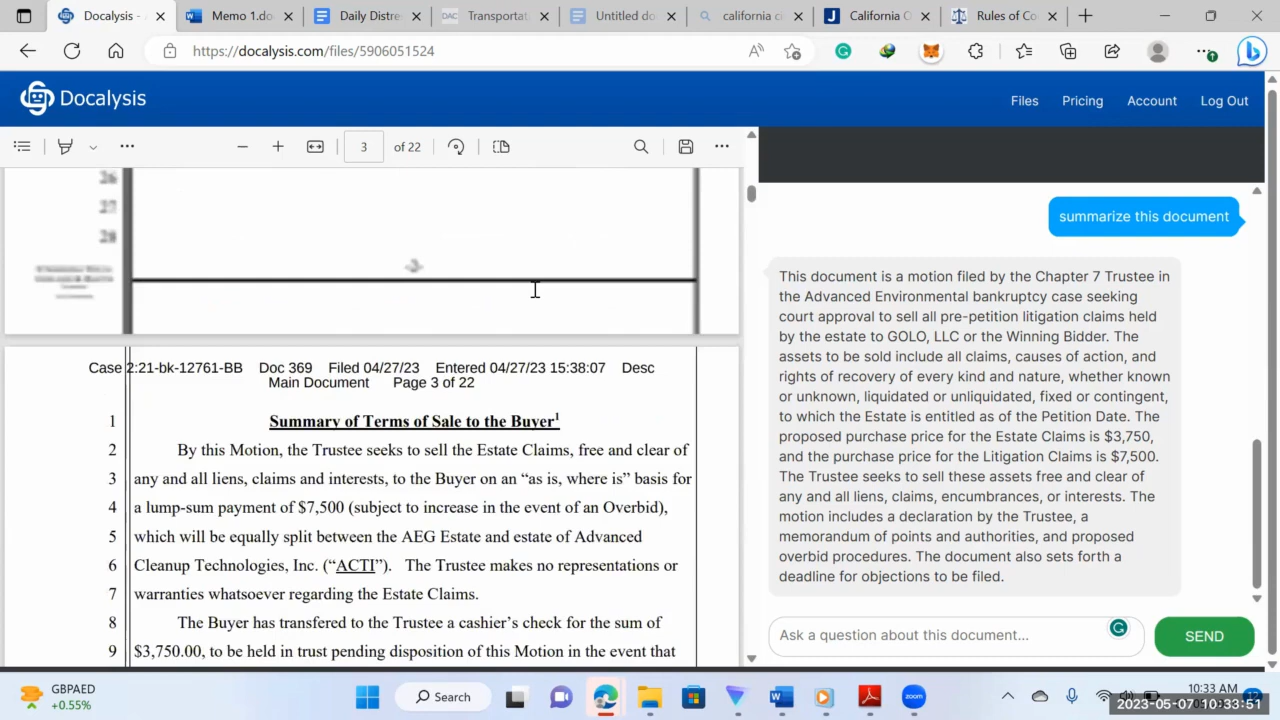 Docalysis -
Memo 1.do
Daily Distre
DAC
Transportat
Untitled do
california c
California C
Rules of Co
https://docalysis.com/files/5906051524
Docalysis
Files
Pricing
Account
Log Out
3
of 22
26
27
28
-2-
Case 2:21-bk-12761-BB Doc 369 Filed 04/27/23 Entered 04/27/23 15:38:07 Desc
Main Document Page 3 of 22
1 Summary of Terms of Sale to the Buyer1
2 By this Motion, the Trustee seeks to sell the Estate Claims, free and clear of
3 any and all liens, claims and interests, to the Buyer on an “as is, where is” basis for
4 a lump-sum payment of $7,500 (subject to increase in the event of an Overbid),
5 which will be equally split between the AEG Estate and estate of Advanced
6 Cleanup Technologies, Inc. (“ACTI”). The Trustee makes no representations or
7 warranties whatsoever regarding the Estate Claims.
8 The Buyer has transfered to the Trustee a cashier’s check for the sum of
9 $3,750.00, to be held in trust pending disposition of this Motion in the event that
summarize this document
This document is a motion filed by the Chapter 7 Trustee in
the Advanced Environmental bankruptcy case seeking
court approval to sell all pre-petition litigation claims held
by the estate to GOLO, LLC or the Winning Bidder. The
assets to be sold include all claims, causes of action, and
rights of recovery of every kind and nature, whether known
or unknown, liquidated or unliquidated, fixed or contingent,
to which the Estate is entitled as of the Petition Date. The
proposed purchase price for the Estate Claims is $3,750,
and the purchase price for the Litigation Claims is $7,500.
The Trustee seeks to sell these assets free and clear of
any and all liens, claims, encumbrances, or interests. The
motion includes a declaration by the Trustee, a
memorandum of points and authorities, and proposed
overbid procedures. The document also sets forth a
deadline for objections to be filed.
Ask a question about this document...
SEND
GBPAED
+0.55%
Search
zoom
10:33 AM
2023-05-07 10:33:51